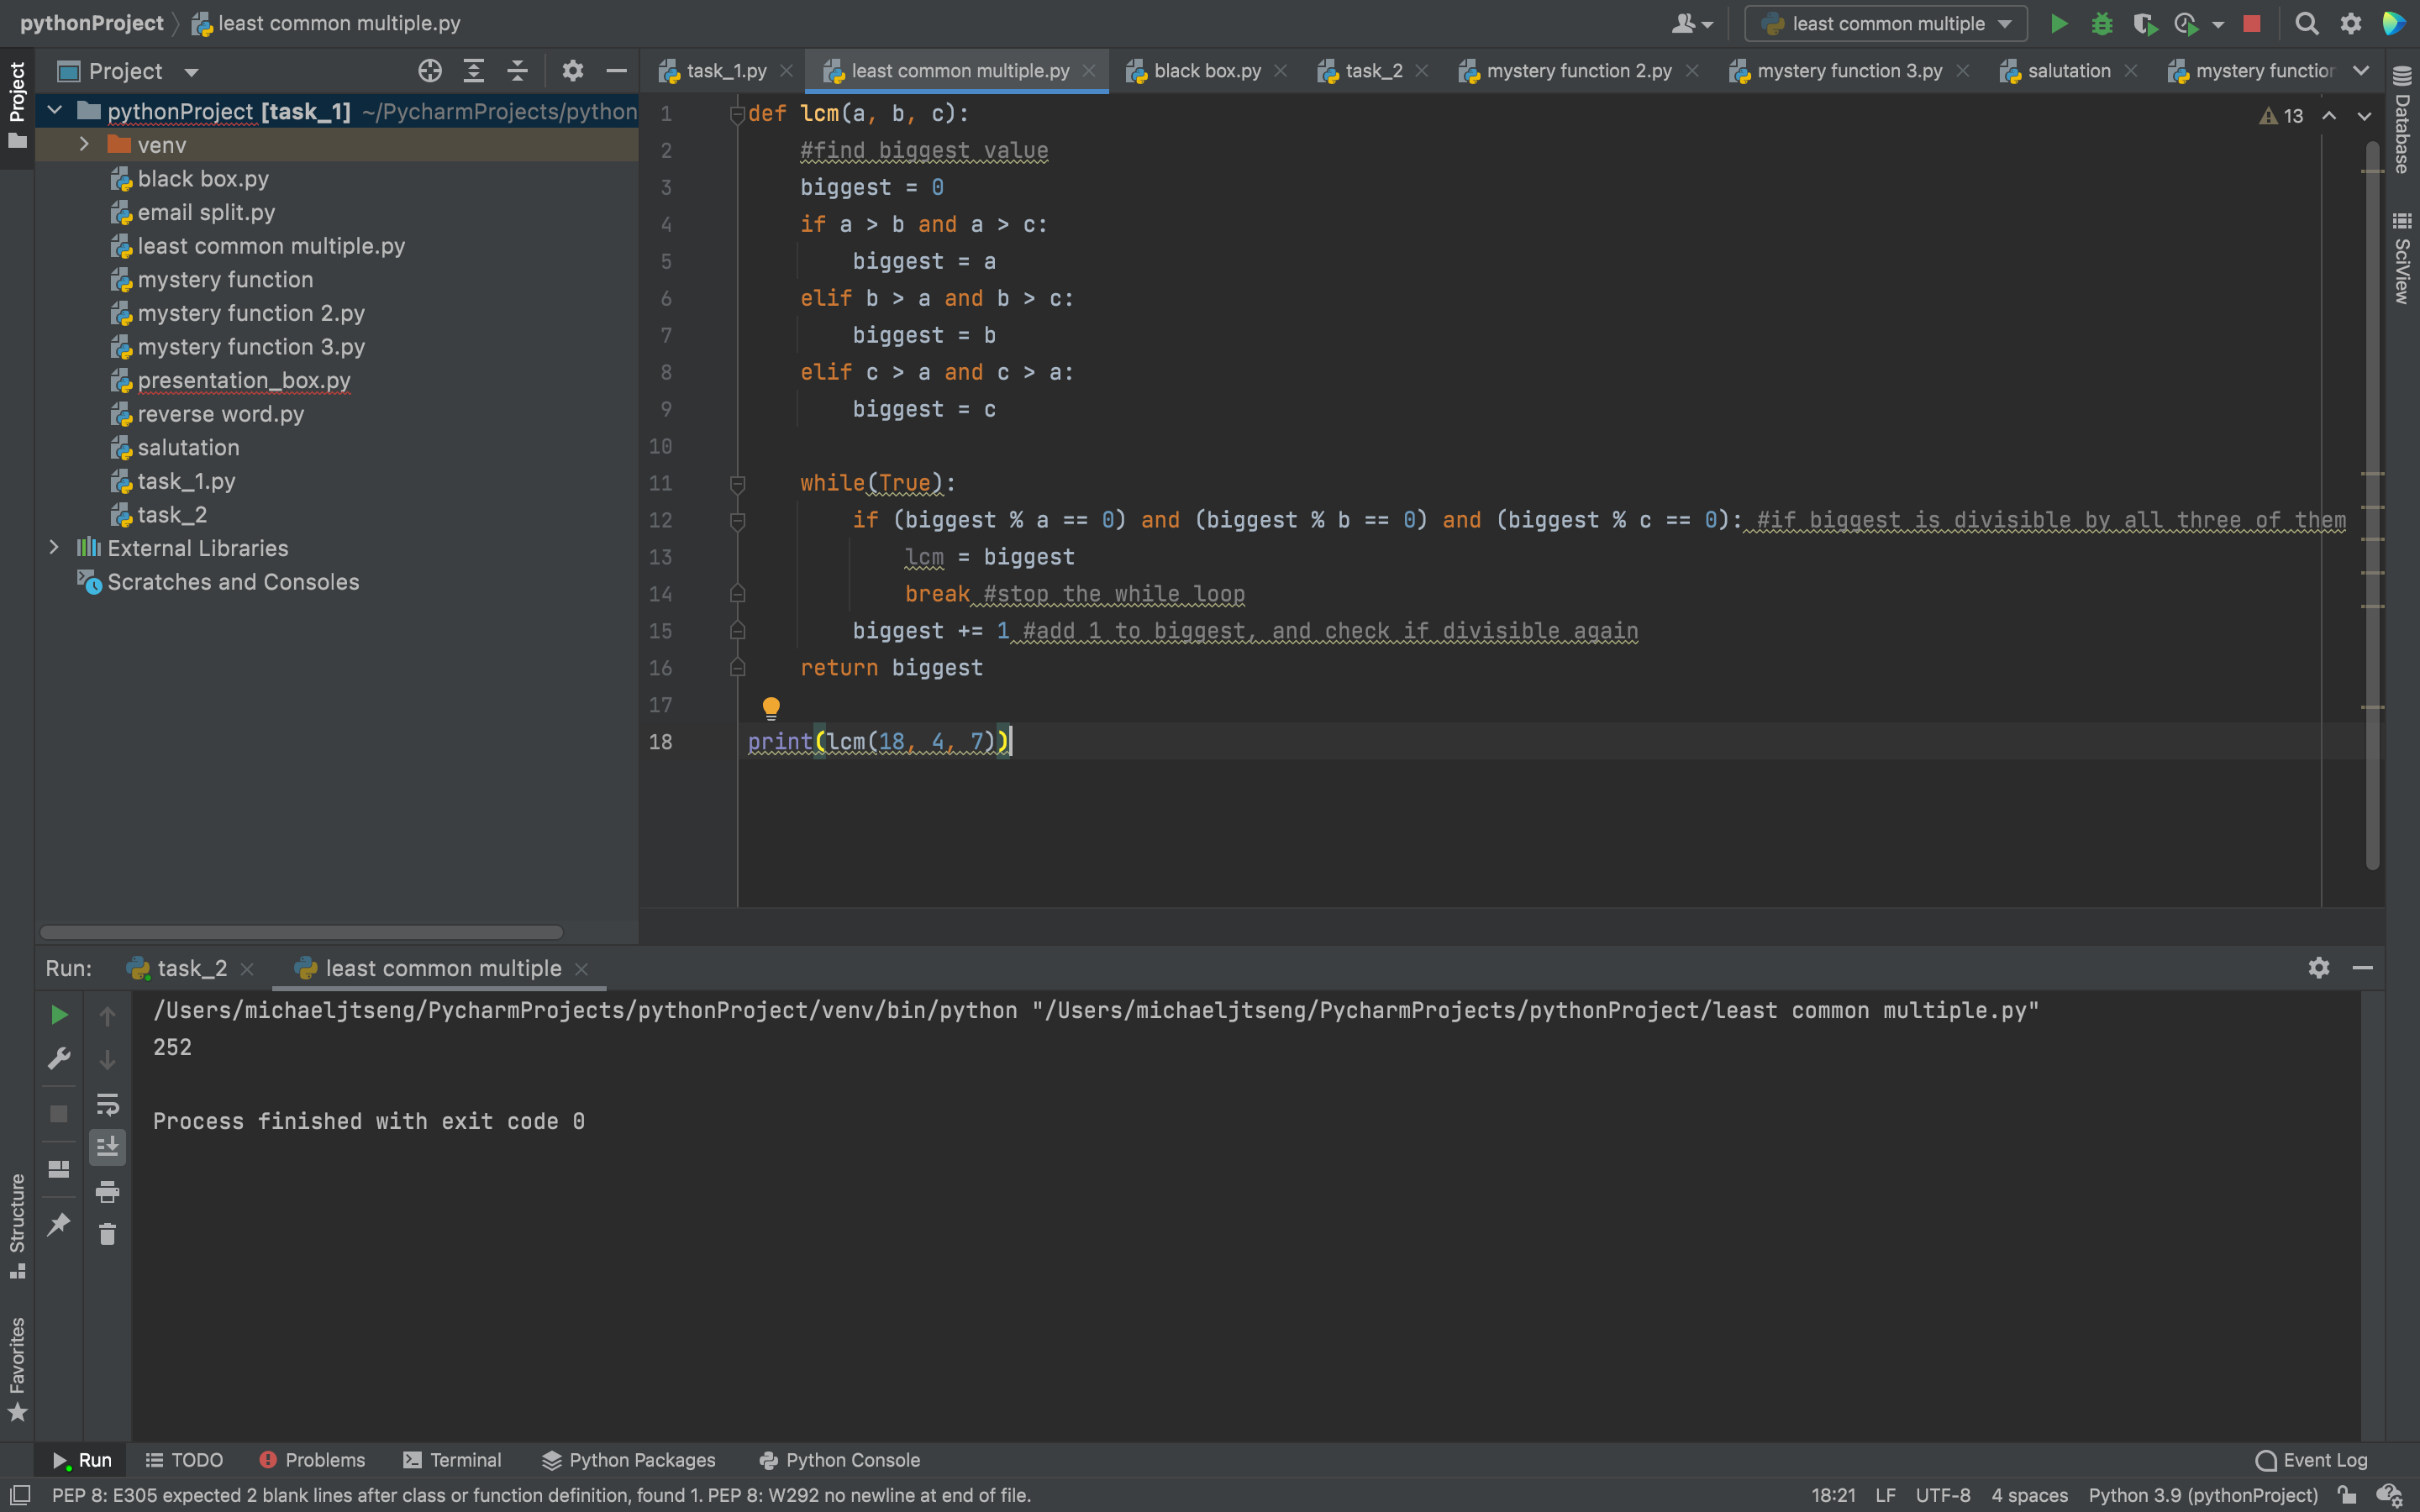 pythonProject least common multiple.py
least common multiple
Project
Project
task_1.py
least common multiple.py
black box.py
task_2
mystery function 2.py
mystery function 3.py
salutation
mystery function
pythonProject [task_1] ~/PycharmProjects/python
venv
black box.py
email split.py
least common multiple.py
mystery function
mystery function 2.py
mystery function 3.py
presentation_box.py
reverse word.py
salutation
task_1.py
task_2
External Libraries
Scratches and Consoles
13
1 def lcm(a, b, c):
2 #find biggest value
3 biggest = 0
4 if a > b and a > c:
5 biggest = a
6 elif b > a and b > c:
7 biggest = b
8 elif c > a and c > a:
9 biggest = c
10
11 while(True):
12 if (biggest % a == 0) and (biggest % b == 0) and (biggest % c == 0): #if biggest is divisible by all three of them
13 lcm = biggest
14 break #stop the while loop
15 biggest += 1 #add 1 to biggest, and check if divisible again
16 return biggest
17
18 print(lcm(18, 4, 7))
Database
SciView
Run:
task_2
least common multiple
/Users/michaeljtseng/PycharmProjects/pythonProject/venv/bin/python "/Users/michaeljtseng/PycharmProjects/pythonProject/least common multiple.py"
252
Process finished with exit code 0
Structure
Favorites
Run
TODO
Problems
Terminal
Python Packages
Python Console
Event Log
PEP 8: E305 expected 2 blank lines after class or function definition, found 1. PEP 8: W292 no newline at end of file.
18:21 LF UTF-8 4 spaces Python 3.9 (pythonProject)